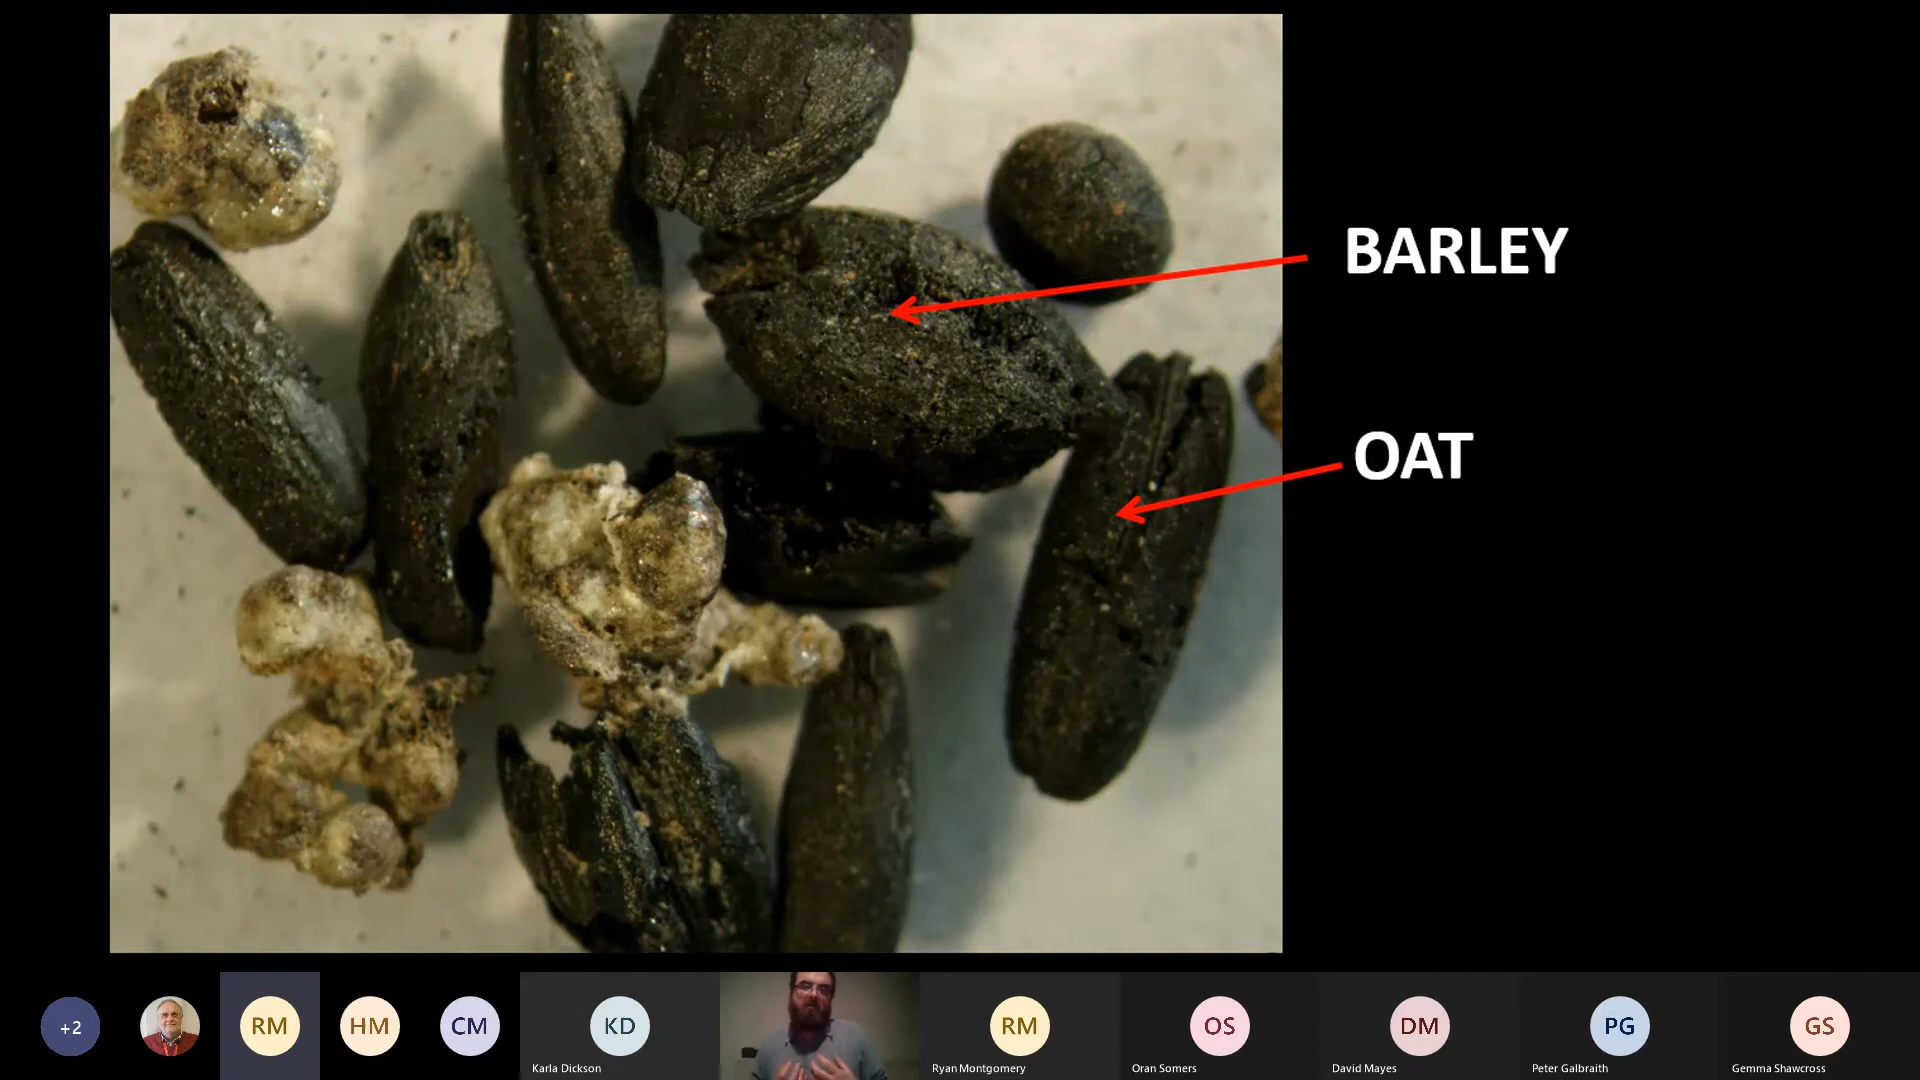 BARLEY
OAT
+2
RM
HM
CM
KD
Karla Dickson
RM
Ryan Montgomery
OS
Oran Somers
DM
David Mayes
PG
Peter Galbraith
GS
Gemma Shawcross